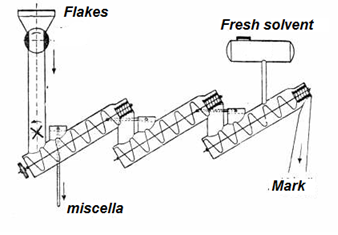 Flakes
Fresh solvent
miscella
Mark